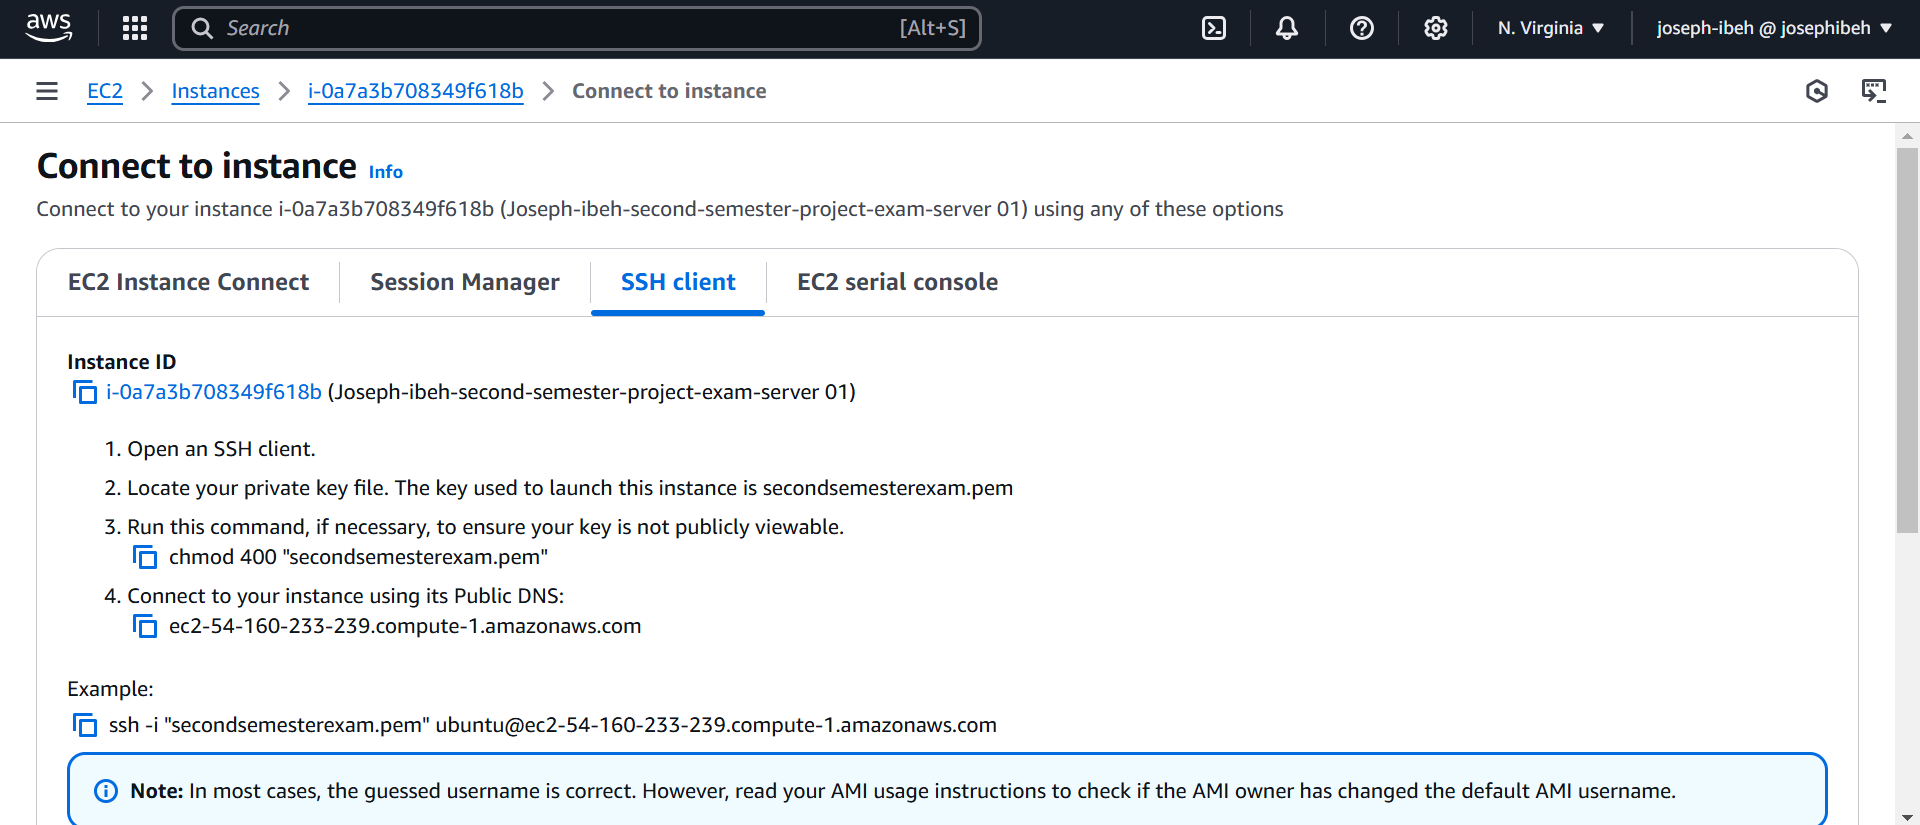 aws
Search [Alt+S]
N. Virginia
joseph-ibeh @ josephibeh
EC2
Instances
i-0a7a3b708349f618b
Connect to instance
Connect to instance Info
Connect to your instance i-0a7a3b708349f618b (Joseph-ibeh-second-semester-project-exam-server 01) using any of these options
EC2 Instance Connect
Session Manager
SSH client
EC2 serial console
Instance ID
i-0a7a3b708349f618b (Joseph-ibeh-second-semester-project-exam-server 01)
1. Open an SSH client.
2. Locate your private key file. The key used to launch this instance is secondsemesterexam.pem
3. Run this command, if necessary, to ensure your key is not publicly viewable.
chmod 400 "secondsemesterexam.pem"
4. Connect to your instance using its Public DNS:
ec2-54-160-233-239.compute-1.amazonaws.com
Example:
ssh -i "secondsemesterexam.pem" ubuntu@ec2-54-160-233-239.compute-1.amazonaws.com
Note: In most cases, the guessed username is correct. However, read your AMI usage instructions to check if the AMI owner has changed the default AMI username.